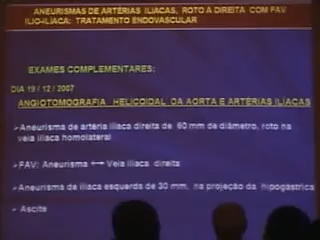 ANEURISMAS DE ARTÉRIAS ILÍACAS, ROTO À DIREITA COM FAV
ILIO-ILÍACA: TRATAMENTO ENDOVASCULAR
EXAMES COMPLEMENTARES:
DIA 19 / 12 / 2007
ANGIOTOMOGRAFIA HELICOIDAL DA AORTA E ARTÉRIAS ILÍACAS
➢Aneurisma de artéria ilíaca direita de 60 mm de diâmetro, roto na
veia ilíaca homolateral
➢FAV: Aneurisma ↔ Veia ilíaca direita
➢Aneurisma de ilíaca esquerda de 30 mm, na projeção da hipogástrica
➢ Ascite